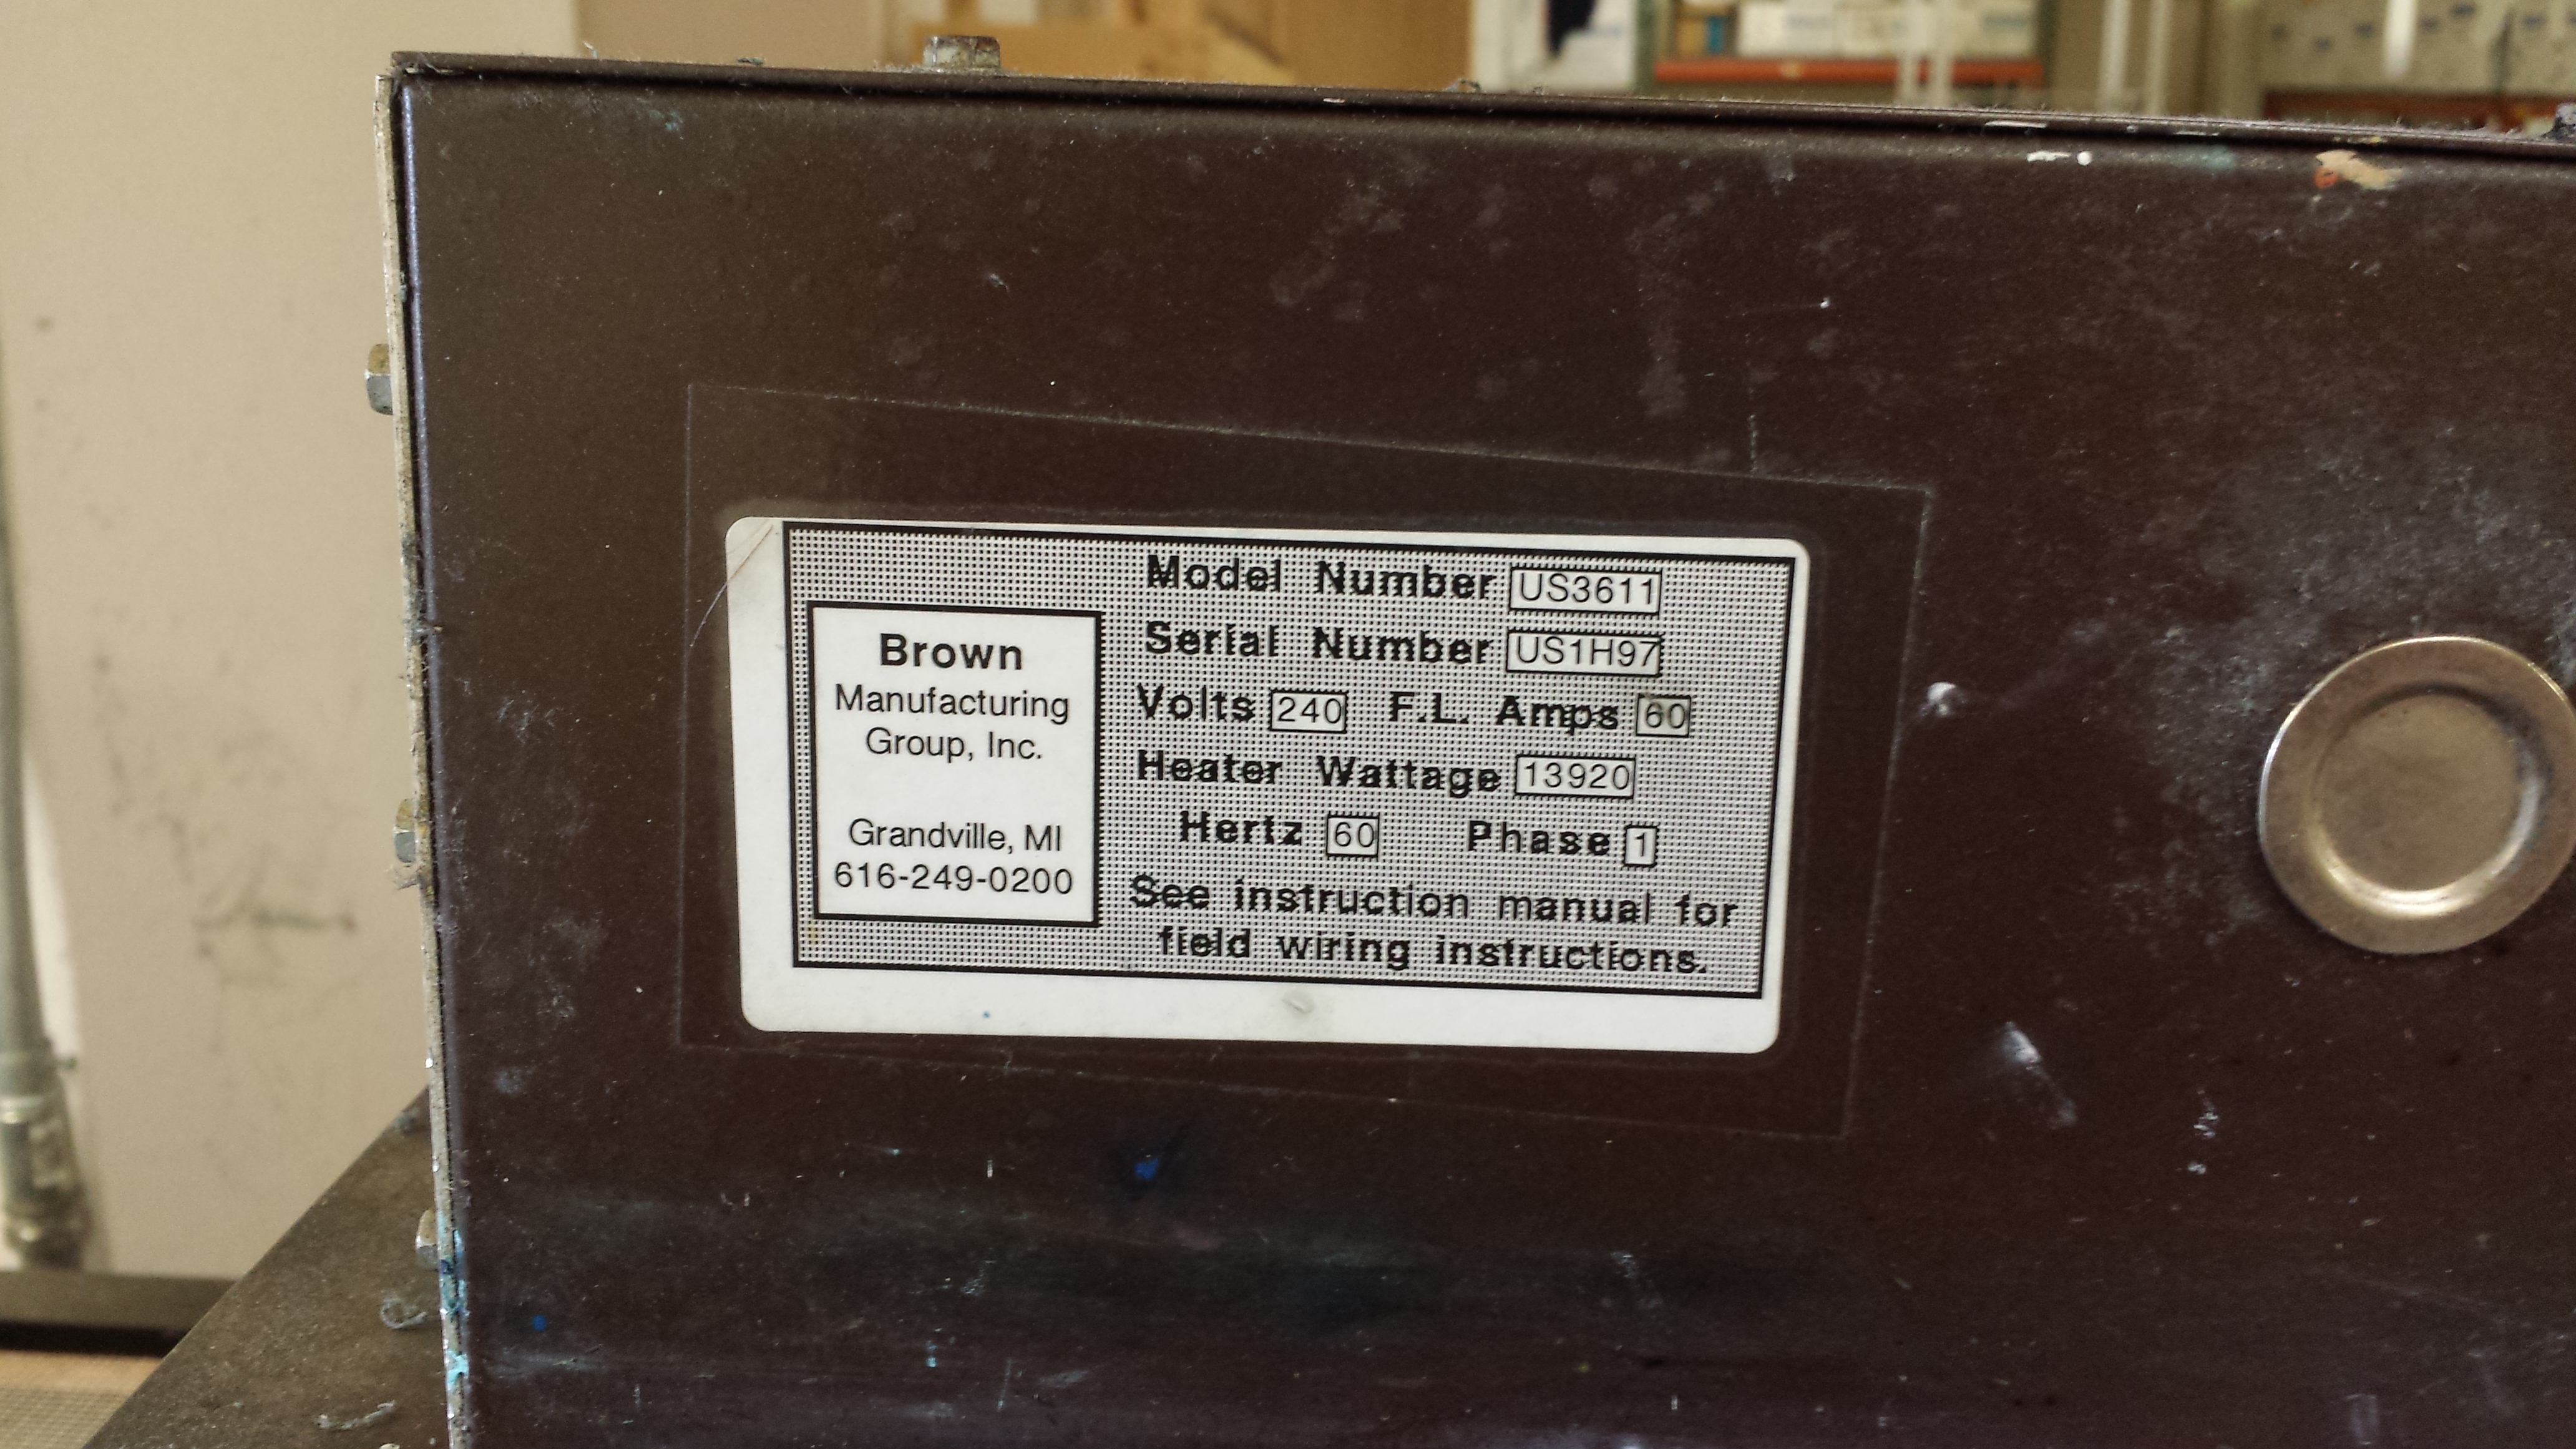 Brown
Manufacturing
Group, Inc.
Grandville, MI
616-249-0200
Model Number US3611
Serial Number US1H97
Volts 240 F.L. Amps 60
Heater Wattage 13920
Hertz 60 Phase 1
See instruction manual for
field wiring instructions.